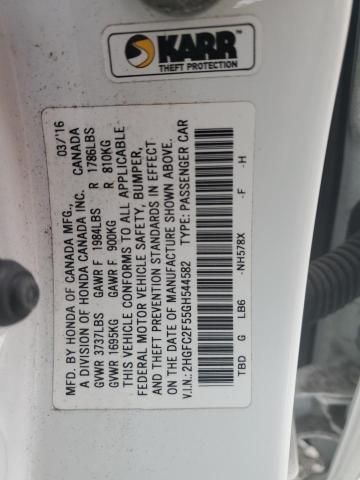 KARR
THEFT PROTECTION
MFD. BY HONDA OF CANADA MFG., 03/'16
A DIVISION OF HONDA CANADA INC. CANADA
GVWR 3737LBS GAWR F 1984LBS R 1786LBS
GVWR 1695KG GAWR F 900KG R 810KG
THIS VEHICLE CONFORMS TO ALL APPLICABLE
FEDERAL MOTOR VEHICLE SAFETY, BUMPER,
AND THEFT PREVENTION STANDARDS IN EFFECT
ON THE DATE OF MANUFACTURE SHOWN ABOVE.
V.I.N.: 2HGFC2F55GH544582 TYPE: PASSENGER CAR
TBD G LB6 -NH578X -F -H